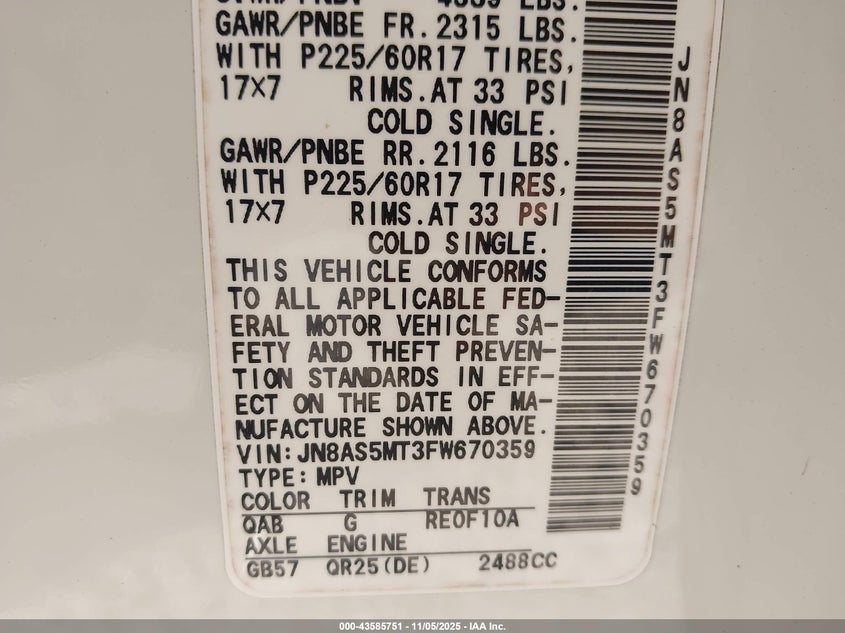 GAWR/PNBE FR. 2315 LBS.
WITH P225/60R17 TIRES,
17X7 RIMS. AT 33 PSI
COLD SINGLE.
GAWR/PNBE RR. 2116 LBS.
WITH P225/60R17 TIRES,
17X7 RIMS. AT 33 PSI
COLD SINGLE.
THIS VEHICLE CONFORMS
TO ALL APPLICABLE FED-
ERAL MOTOR VEHICLE SA-
FETY AND THEFT PREVEN-
TION STANDARDS IN EFF-
ECT ON THE DATE OF MA-
NUFACTURE SHOWN ABOVE.
VIN: JN8AS5MT3FW670359
TYPE: MPV
COLOR TRIM TRANS
QAB G RE0F10A
AXLE ENGINE
GB57 QR25(DE) 2488CC
JN8AS5MT3FW670359
000-43585751 - 11/05/2025 - IAA Inc.